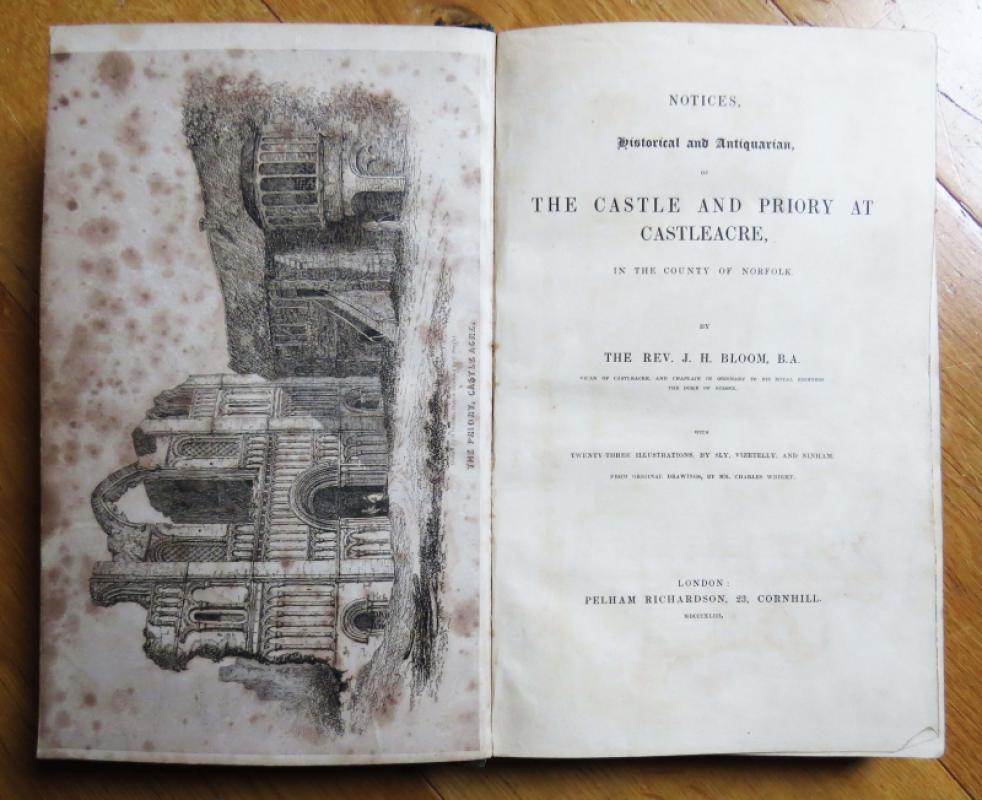 THE PRIORY, CASTLE ACRE.
NOTICES,
Historical and Antiquarian,
OF
THE CASTLE AND PRIORY AT
CASTLEACRE,
IN THE COUNTY OF NORFOLK.
BY
THE REV. J. H. BLOOM, B.A.
VICAR OF CASTLEACRE, AND CHAPLAIN IN ORDINARY TO HIS ROYAL HIGHNESS
THE DUKE OF SUSSEX.
WITH
TWENTY-THREE ILLUSTRATIONS, BY SLY, VIZETELLY, AND NINHAM,
FROM ORIGINAL DRAWINGS, BY MR. CHARLES WRIGHT.
LONDON:
PELHAM RICHARDSON, 23, CORNHILL.
MDCCCXLIII.